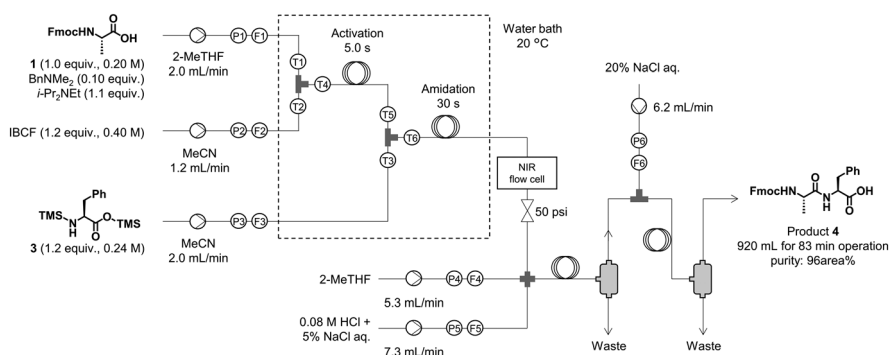 FmocHN
O
OH
1 (1.0 equiv., 0.20 M)
BnNMe2 (0.10 equiv.)
i-Pr2NEt (1.1 equiv.)
2-MeTHF
2.0 mL/min
P1
F1
T1
Activation
5.0 s
Water bath
20 °C
T4
T2
IBCF (1.2 equiv., 0.40 M)
MeCN
1.2 mL/min
P2
F2
T5
Amidation
30 s
T6
T3
Ph
TMS
N
H
O
O
TMS
3 (1.2 equiv., 0.24 M)
MeCN
2.0 mL/min
P3
F3
NIR
flow cell
50 psi
2-MeTHF
5.3 mL/min
P4
F4
0.08 M HCl +
5% NaCl aq.
7.3 mL/min
P5
F5
Waste
20% NaCl aq.
6.2 mL/min
P6
F6
Waste
FmocHN
O
H
N
Ph
OH
O
Product 4
920 mL for 83 min operation
purity: 96area%